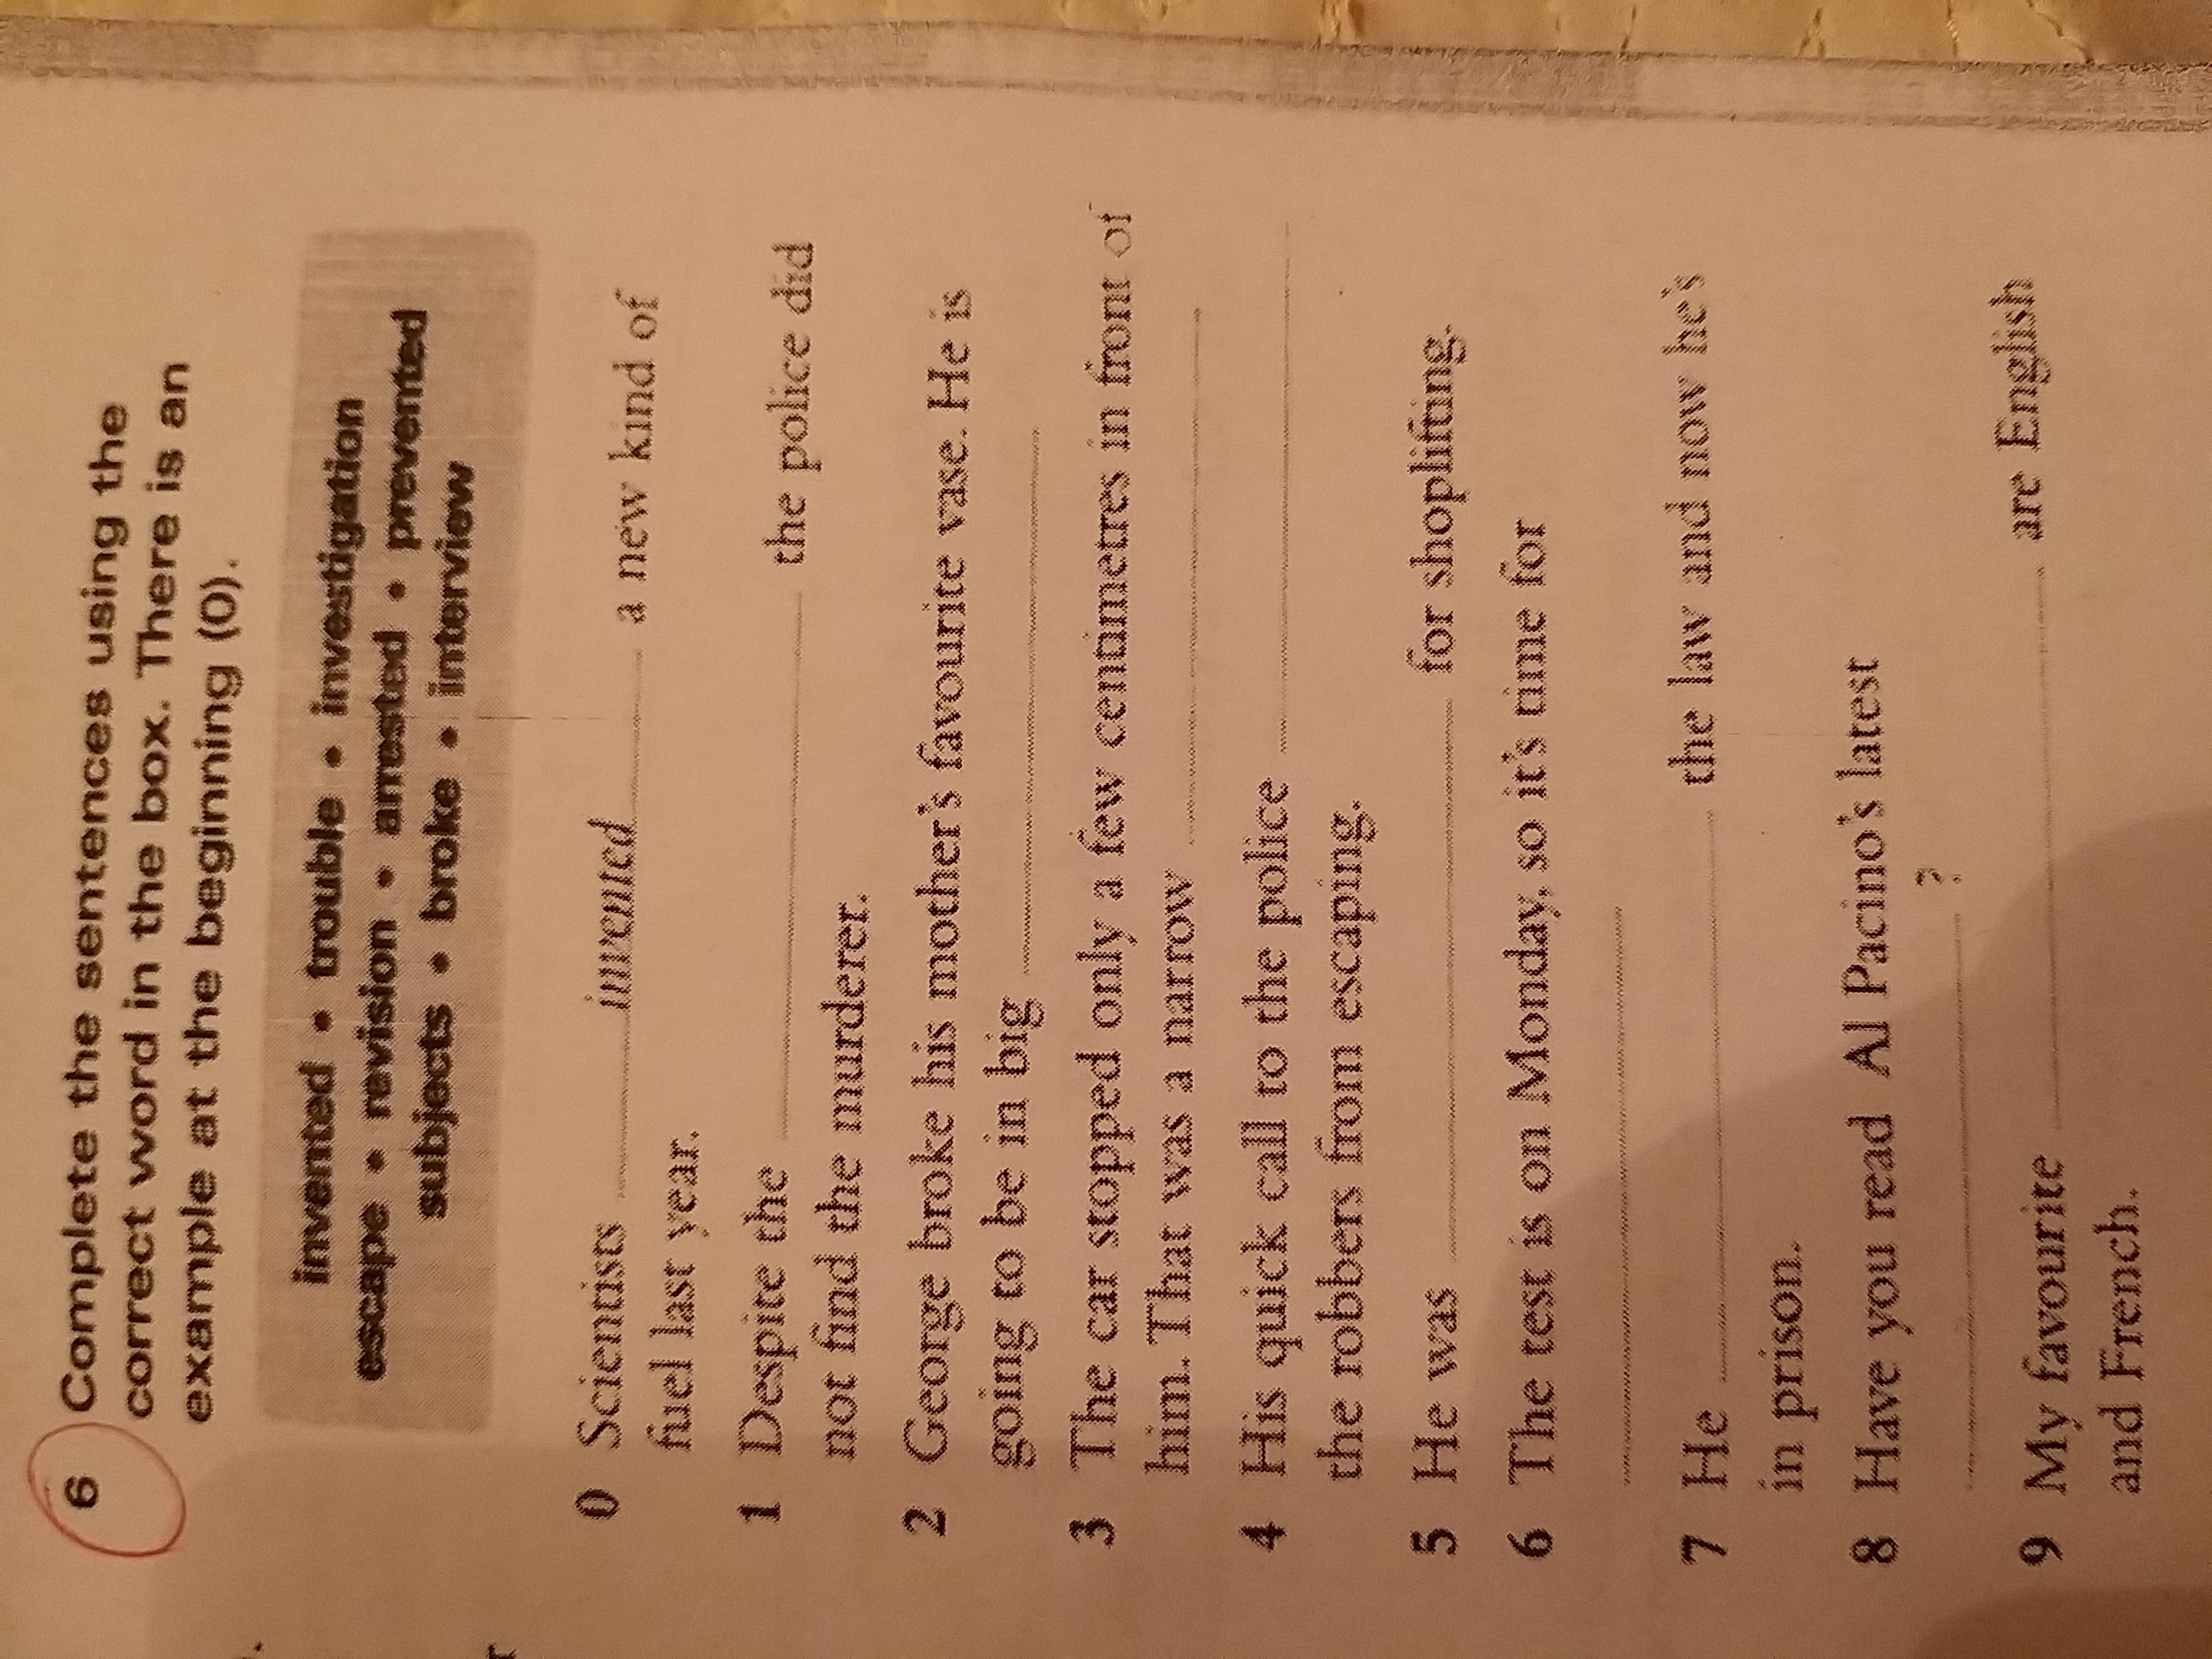 6 Complete the sentences using the
correct word in the box. There is an
example at the beginning (0).
invented • trouble • investigation
escape • revision • arrested • prevented
subjects • broke • interview
0 Scientists invented a new kind of
fuel last year.
1 Despite the the police did
not find the murderer.
2 George broke his mother's favourite vase. He is
going to be in big
3 The car stopped only a few centimetres in front of
him. That was a narrow
4 His quick call to the police
the robbers from escaping.
5 He was for shoplifting.
6 The test is on Monday, so it's time for
7 He the law and now he's
in prison.
8 Have you read Al Pacino's latest
?
9 My favourite are English
and French.